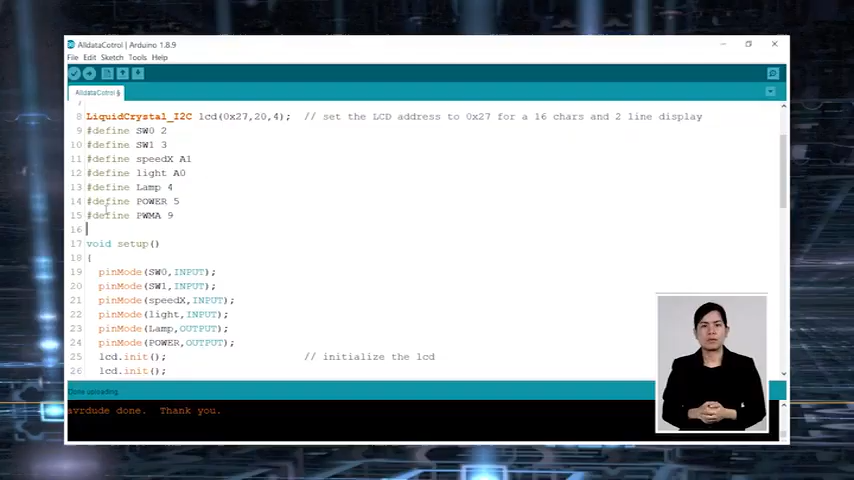 AlldataCotrol | Arduino 1.8.9
File Edit Sketch Tools Help
AlldataCotrol §
7
8 LiquidCrystal_I2C lcd(0x27,20,4); // set the LCD address to 0x27 for a 16 chars and 2 line display
9 #define SW0 2
10 #define SW1 3
11 #define speedX A1
12 #define light A0
13 #define Lamp 4
14 #define POWER 5
15 #define PWMA 9
16
17 void setup()
18 {
19 pinMode(SW0,INPUT);
20 pinMode(SW1,INPUT);
21 pinMode(speedX,INPUT);
22 pinMode(light,INPUT);
23 pinMode(Lamp,OUTPUT);
24 pinMode(POWER,OUTPUT);
25 lcd.init(); // initialize the lcd
26 lcd.init();
Done uploading.
avrdude done. Thank you.